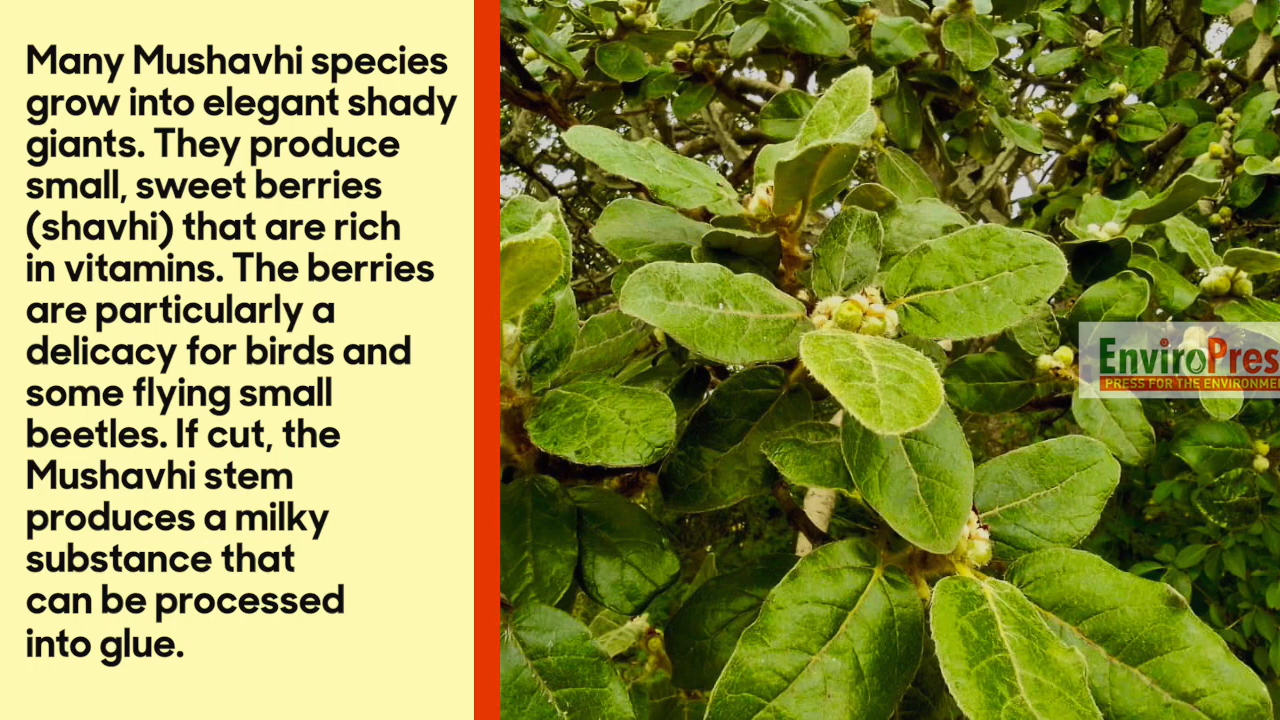 Many Mushavhi species
grow into elegant shady
giants. They produce
small, sweet berries
(shavhi) that are rich
in vitamins. The berries
are particularly a
delicacy for birds and
some flying small
beetles. If cut, the
Mushavhi stem
produces a milky
substance that
can be processed
into glue.
EnviroPres
PRESS FOR THE ENVIRONME